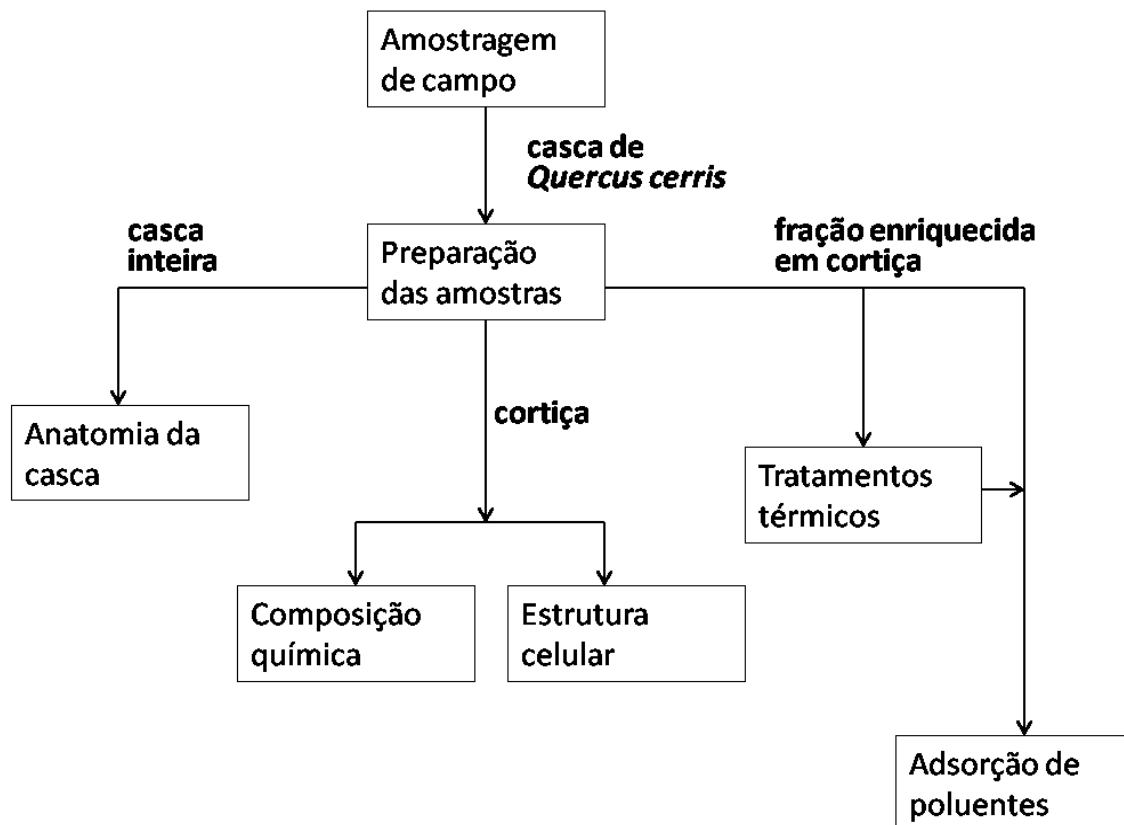 Amostragem
de campo
casca de
Quercus cerris
casca
inteira
Preparação
das amostras
fração enriquecida
em cortiça
Anatomia da
casca
cortiça
Tratamentos
térmicos
Composição
química
Estrutura
celular
Adsorção de
poluentes